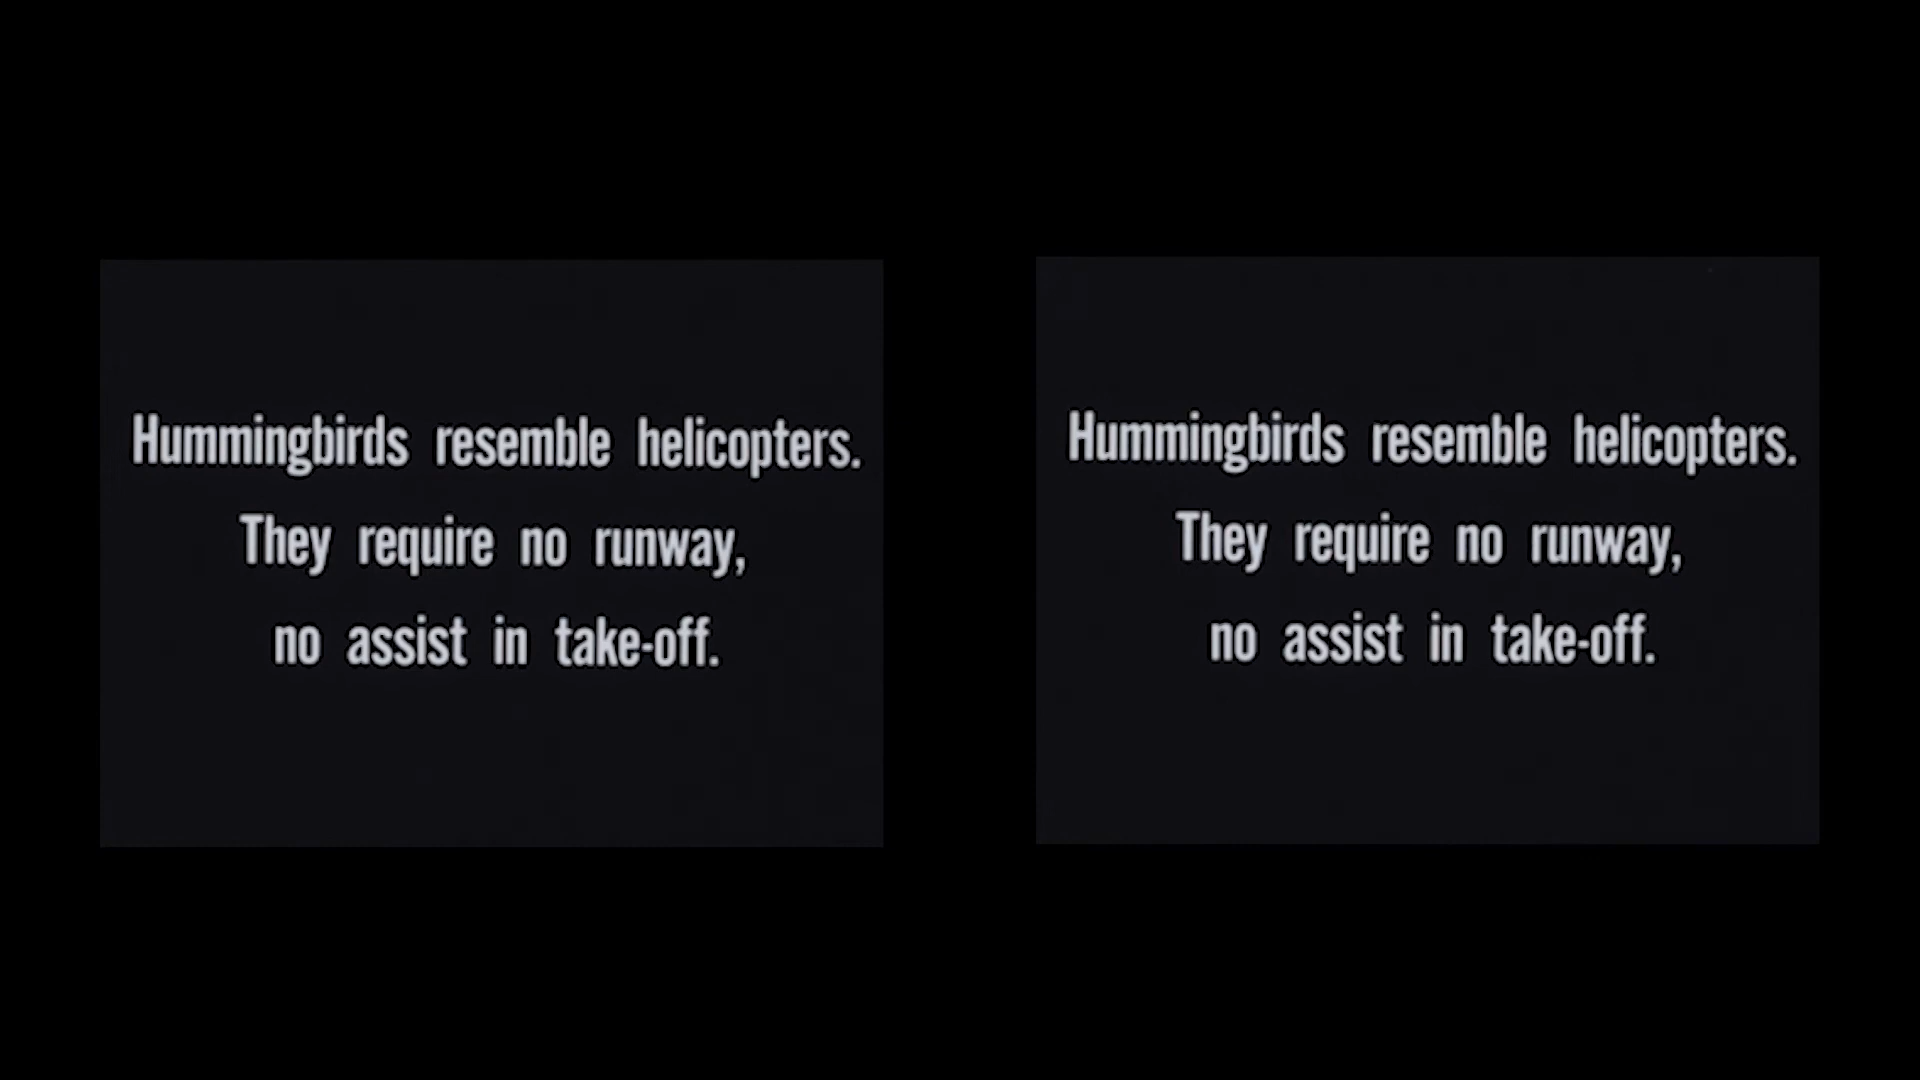 Hummingbirds resemble helicopters.
They require no runway,
no assist in take-off.
Hummingbirds resemble helicopters.
They require no runway,
no assist in take-off.